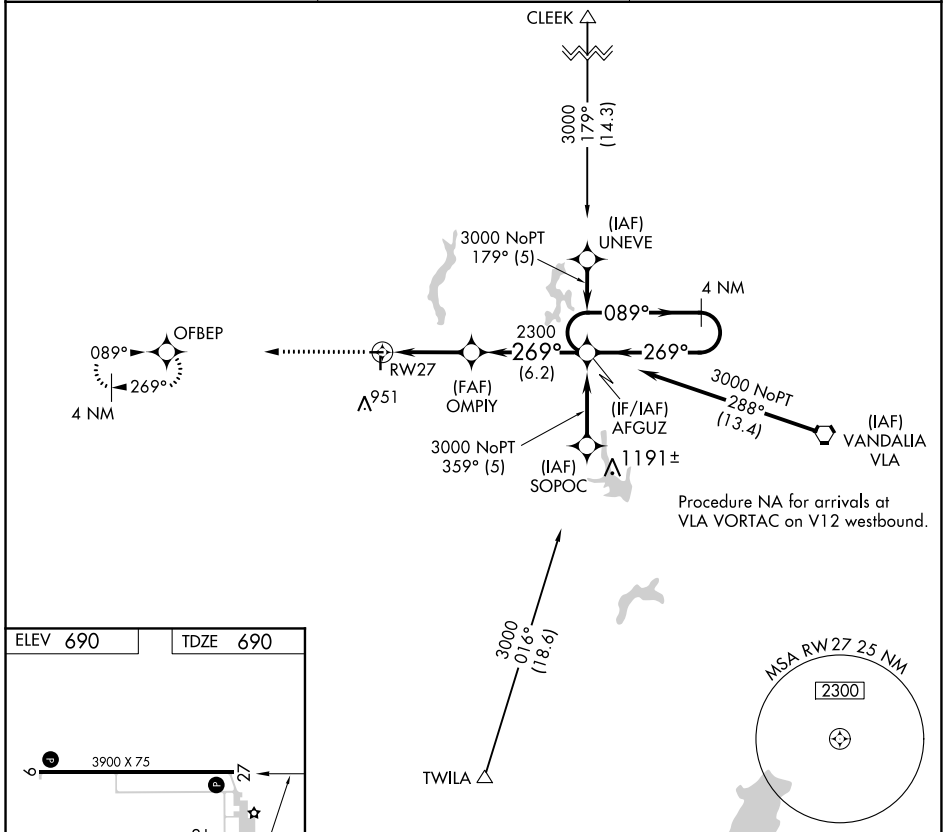 CLEEK
3000
179°
(14.3)
(IAF)
UNEVE
3000 NoPT
179° (5)
4 NM
089°
OFBEP
089°
269°
4 NM
RW27
951
2300
269°
(6.2)
269°
(FAF)
OMPIY
(IF/IAF)
AFGUZ
3000 NoPT
288°
(13.4)
(IAF)
VANDALIA
VLA
3000 NoPT
359° (5)
(IAF)
SOPOC
1191±
Procedure NA for arrivals at
VLA VORTAC on V12 westbound.
3000
016°
(18.6)
TWILA
MSA RW27 25 NM
2300
ELEV 690
TDZE 690
P
9
3900 X 75
27
P